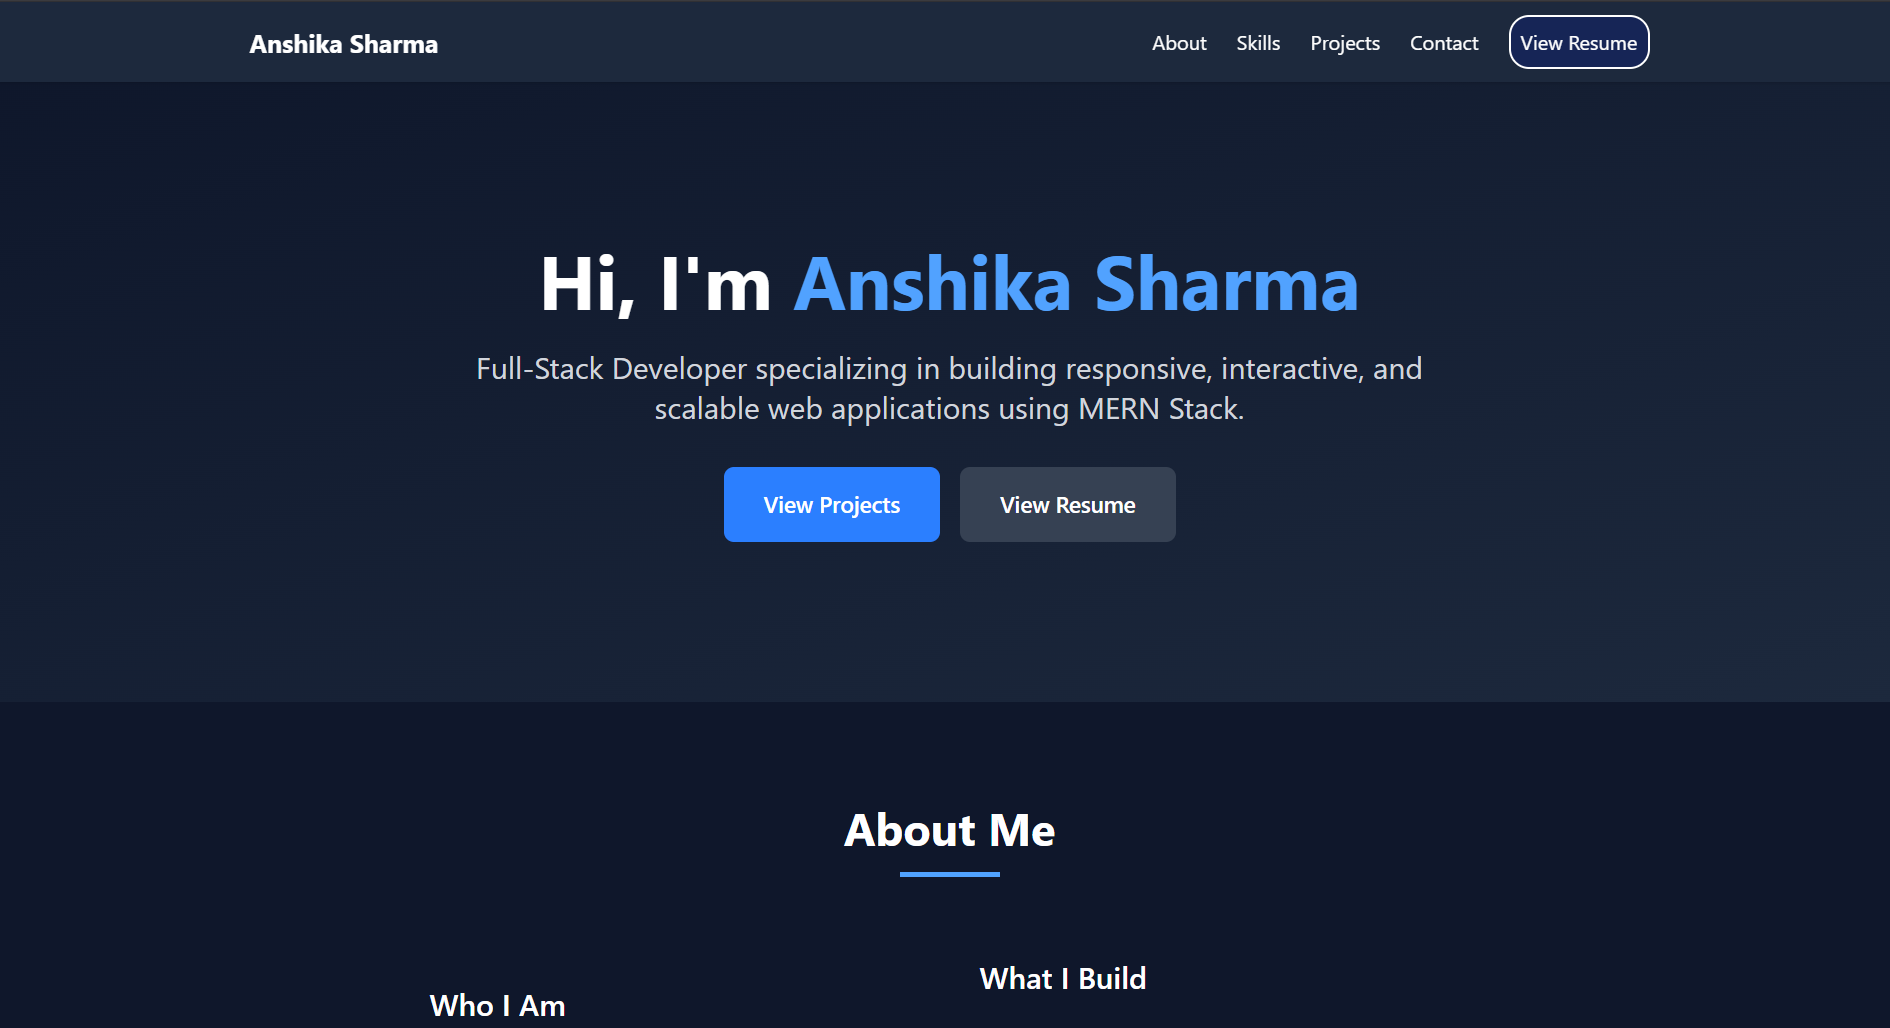 Anshika Sharma
About Skills Projects Contact View Resume
Hi, I'm Anshika Sharma
Full-Stack Developer specializing in building responsive, interactive, and
scalable web applications using MERN Stack.
View Projects View Resume
About Me
What I Build
Who I Am